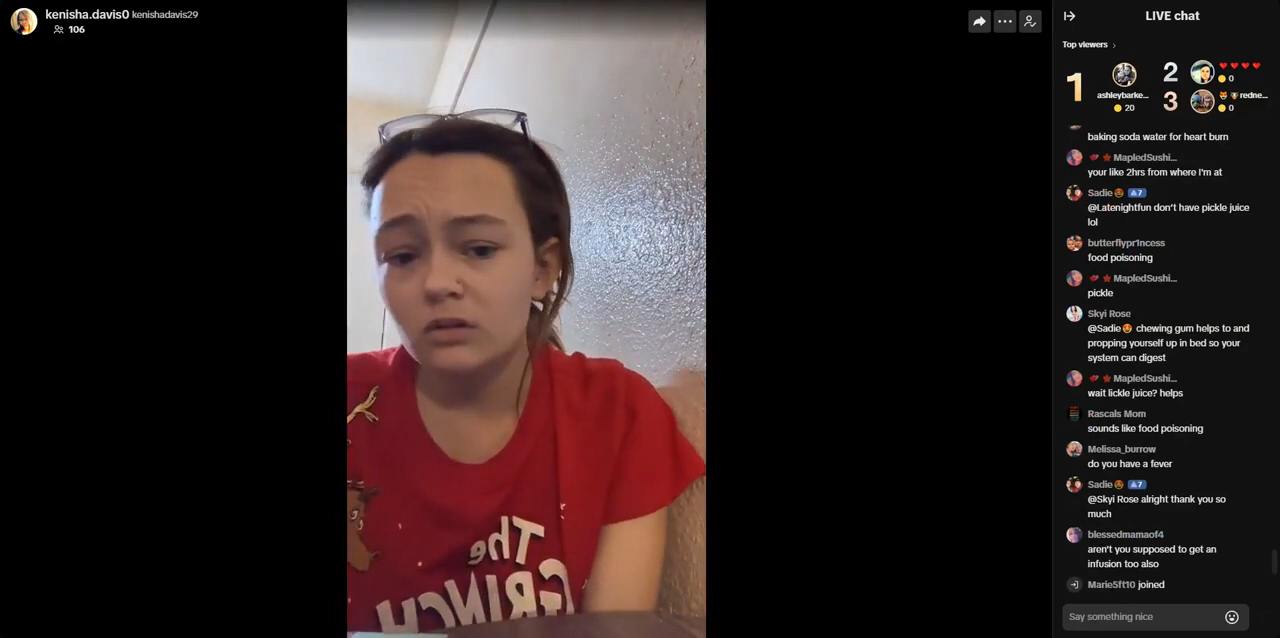 kenisha.davis0 kenishadavis29
106
LIVE chat
Top viewers
1
ashleybarke...
20
2
0
3
redne...
0
baking soda water for heart burn
MapledSushi...
your like 2hrs from where I'm at
Sadie 7
@Latenightfun don't have pickle juice
lol
butterflypr1ncess
food poisoning
MapledSushi...
pickle
Skyi Rose
@Sadie chewing gum helps to and
propping yourself up in bed so your
system can digest
MapledSushi...
wait lickle juice? helps
Rascals Mom
sounds like food poisoning
Melissa_burrow
do you have a fever
Sadie 7
@Skyi Rose alright thank you so
much
blessedmamaof4
aren't you supposed to get an
infusion too also
Marie5ft10 joined
Say something nice
The
GRINCH